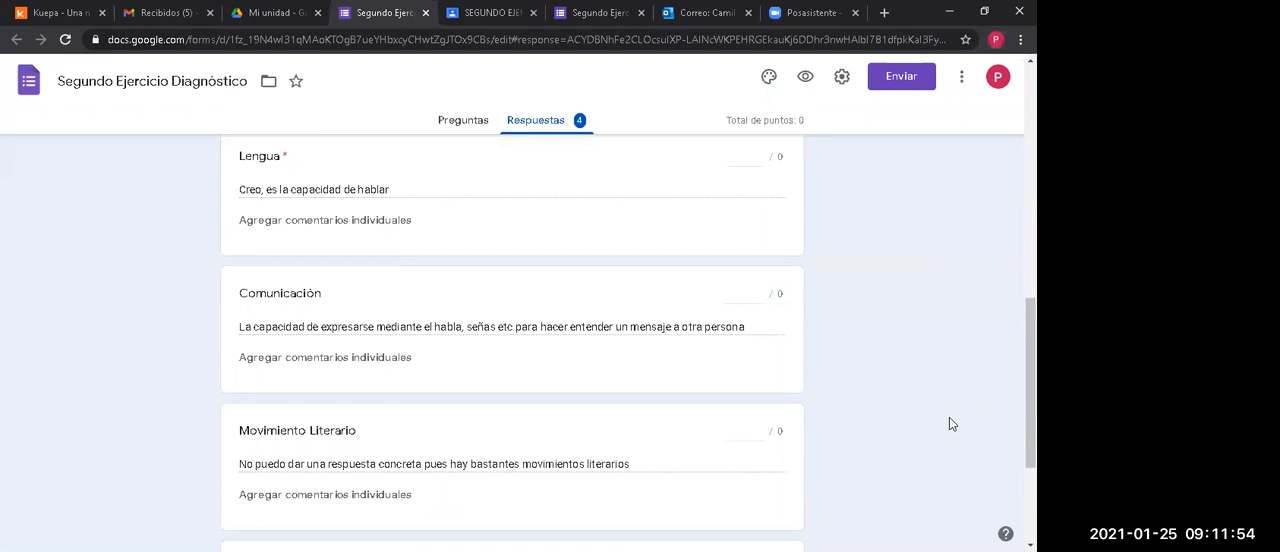 Kuepa - Una n
Recibidos (5) -
Mi unidad - G
Segundo Ejerc
SEGUNDO EJE
Segundo Ejerc
Correo: Cami
Posasistente -
Segundo Ejercicio Diagnóstico
Enviar
P
Preguntas
Respuestas 4
Total de puntos: 0
Lengua *
/ 0
Creo, es la capacidad de hablar
Agregar comentarios individuales
Comunicación
/ 0
La capacidad de expresarse mediante el habla, señas etc para hacer entender un mensaje a otra persona
Agregar comentarios individuales
Movimiento Literario
/ 0
No puedo dar una respuesta concreta pues hay bastantes movimientos literarios
Agregar comentarios individuales
2021-01-25 09:11:54